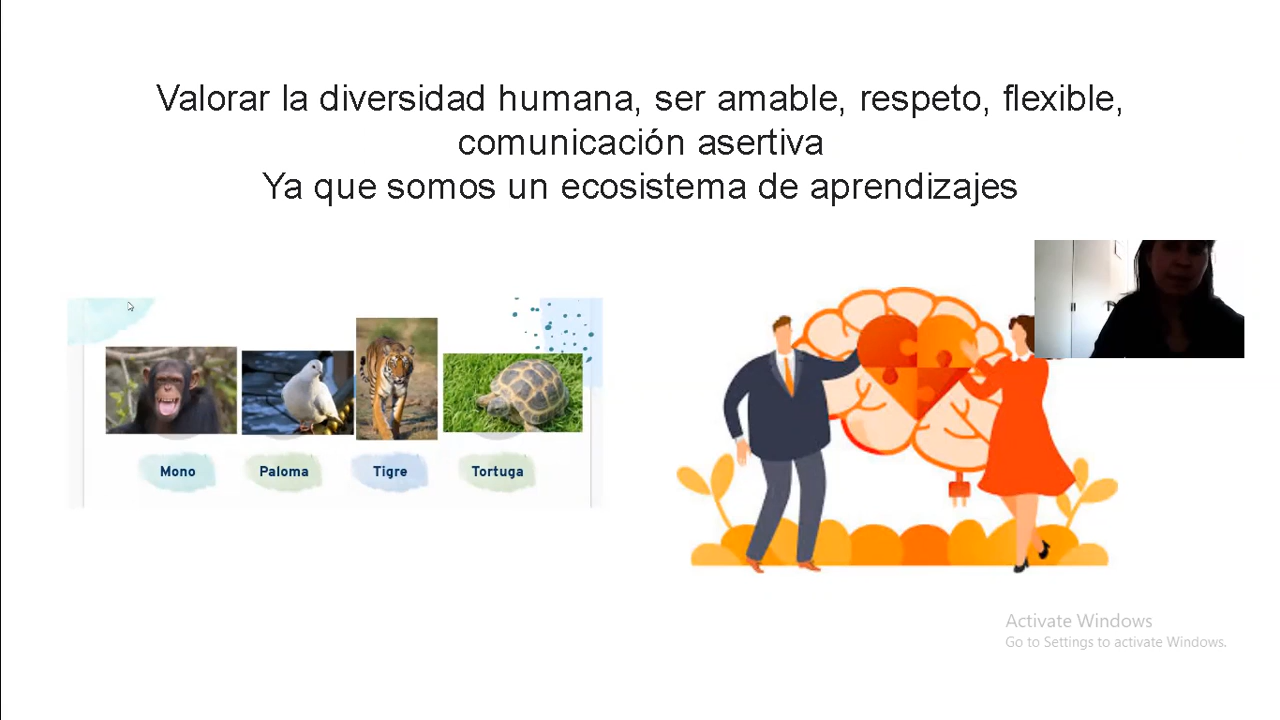 Valorar la diversidad humana, ser amable, respeto, flexible,
comunicación asertiva
Ya que somos un ecosistema de aprendizajes
Mono
Paloma
Tigre
Tortuga
Activate Windows
Go to Settings to activate Windows.